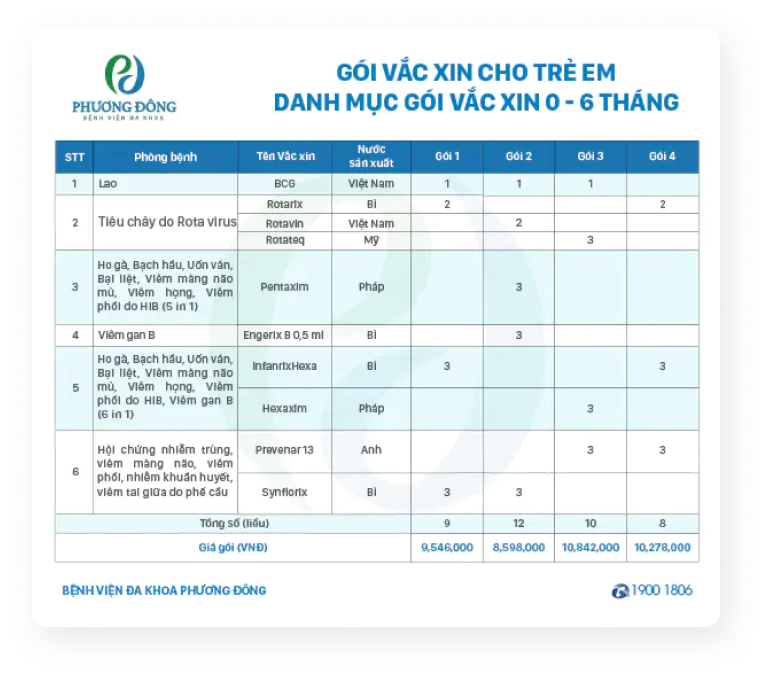 PHƯƠNG ĐÔNG
BỆNH VIỆN ĐA KHOA
GÓI VẮC XIN CHO TRẺ EM
DANH MỤC GÓI VẮC XIN 0 - 6 THÁNG
STT Phòng bệnh Tên Vắc xin Nước sản xuất Gói 1 Gói 2 Gói 3 Gói 4
1 Lao BCG Việt Nam 1 1 1
2 Tiêu chảy do Rota virus Rotarix Bỉ 2 2
Rotavin Việt Nam 2
Rotateq Mỹ 3
3 Ho gà, Bạch hầu, Uốn ván,
Bại liệt, Viêm màng não
mủ, Viêm họng, Viêm
phổi do HIB (5 in 1)
Pentaxim Pháp 3
4 Viêm gan B Engerix B 0,5 ml Bỉ 3
5 Ho gà, Bạch hầu, Uốn ván,
Bại liệt, Viêm màng não
mủ, Viêm họng, Viêm
phổi do HIB, Viêm gan B
(6 in 1)
InfanrixHexa Bỉ 3 3
Hexaxim Pháp 3
6 Hội chứng nhiễm trùng,
viêm màng não, viêm
phổi, nhiễm khuẩn huyết,
viêm tai giữa do phế cầu
Prevenar 13 Anh 3 3
Synflorix Bỉ 3 3
Tổng số (liều) 9 12 10 8
Giá gói (VNĐ) 9,546,000 8,598,000 10,842,000 10,278,000
BỆNH VIỆN ĐA KHOA PHƯƠNG ĐÔNG
1900 1806